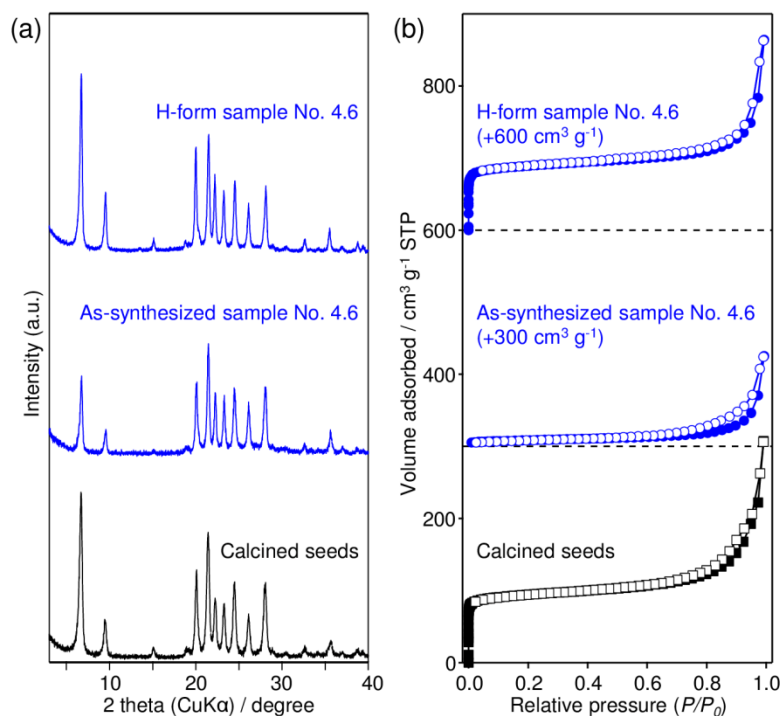 (a)
H-form sample No. 4.6
As-synthesized sample No. 4.6
Calcined seeds
Intensity (a.u.)
10 20 30 40
2 theta (CuKα) / degree
(b)
H-form sample No. 4.6
(+600 cm³ g⁻¹)
As-synthesized sample No. 4.6
(+300 cm³ g⁻¹)
Calcined seeds
Volume adsorbed / cm³ g⁻¹ STP
800
600
400
200
0
0.0 0.2 0.4 0.6 0.8 1.0
Relative pressure (P/P₀)